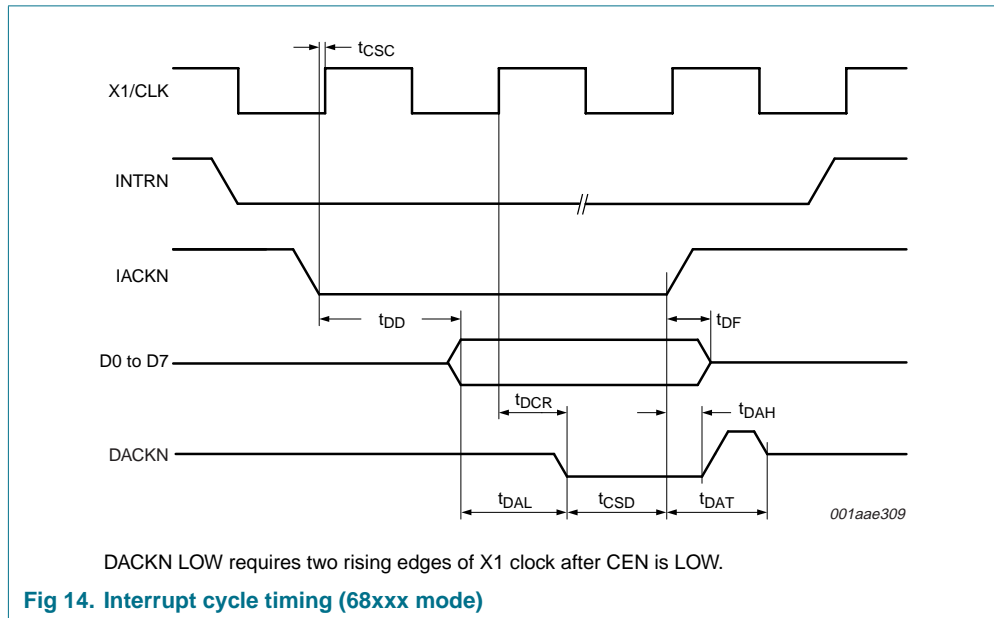 tCSC
X1/CLK
INTRN
IACKN
tDD
tDF
D0 to D7
tDCR
tDAH
DACKN
tDAL
tCSD
tDAT
001aae309
DACKN LOW requires two rising edges of X1 clock after CEN is LOW.
Fig 14. Interrupt cycle timing (68xxx mode)